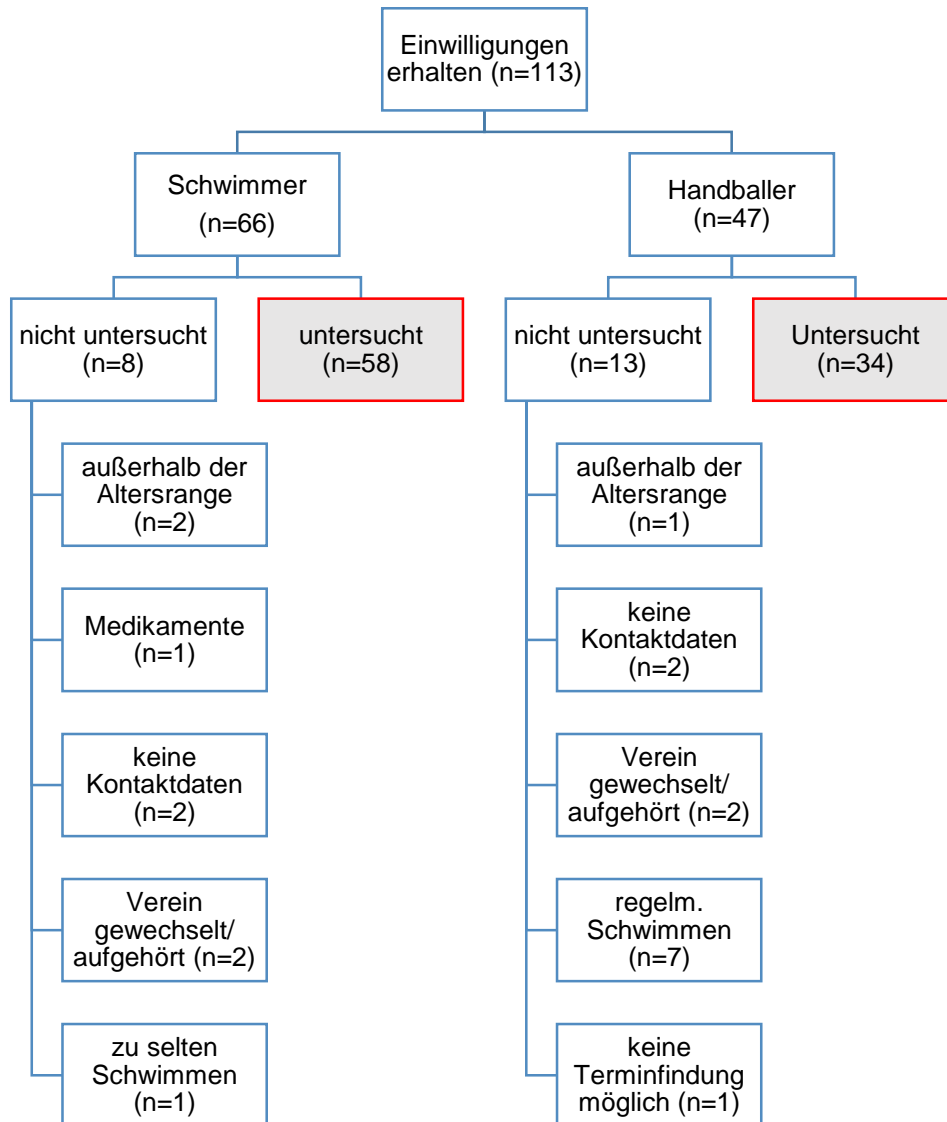 Einwilligungen
erhalten (n=113)
Schwimmer
(n=66)
Handballer
(n=47)
nicht untersucht
(n=8)
untersucht
(n=58)
nicht untersucht
(n=13)
Untersucht
(n=34)
außerhalb der
Altersrange
(n=2)
Medikamente
(n=1)
keine
Kontaktdaten
(n=2)
Verein
gewechselt/
aufgehört (n=2)
zu selten
Schwimmen
(n=1)
außerhalb der
Altersrange
(n=1)
keine
Kontaktdaten
(n=2)
Verein
gewechselt/
aufgehört (n=2)
regelm.
Schwimmen
(n=7)
keine
Terminfindung
möglich (n=1)